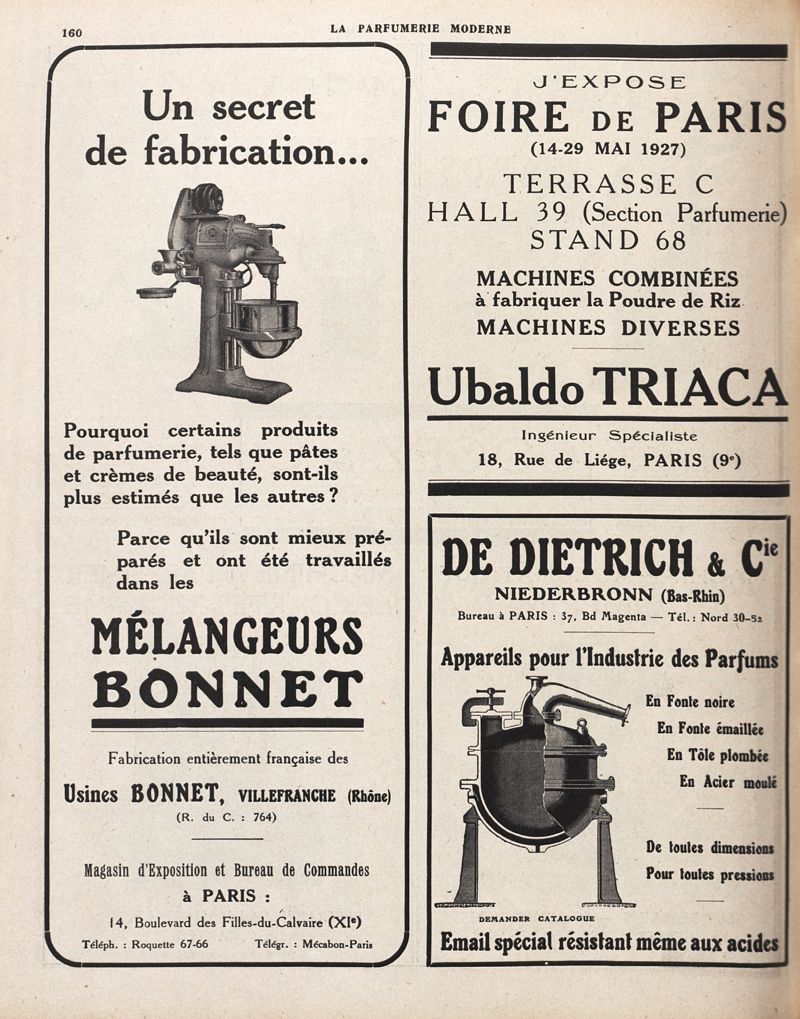 160
LA PARFUMERIE MODERNE
Un secret
de fabrication...
Pourquoi certains produits
de parfumerie, tels que pâtes
et crèmes de beauté, sont-ils
plus estimés que les autres ?
Parce qu'ils sont mieux pré-
parés et ont été travaillés
dans les
MÉLANGEURS
BONNET
Fabrication entièrement française des
Usines BONNET, VILLEFRANCHE (Rhône)
(R. du C. : 764)
Magasin d'Exposition et Bureau de Commandes
à PARIS :
14, Boulevard des Filles-du-Calvaire (XIe)
Téléph. : Roquette 67-66 Télégr. : Mécabon-Paris
J'EXPOSE
FOIRE DE PARIS
(14-29 MAI 1927)
TERRASSE C
HALL 39 (Section Parfumerie)
STAND 68
MACHINES COMBINÉES
à fabriquer la Poudre de Riz
MACHINES DIVERSES
Ubaldo TRIACA
Ingénieur Spécialiste
18, Rue de Liége, PARIS (9e)
DE DIETRICH & Cie
NIEDERBRONN (Bas-Rhin)
Bureau à PARIS : 37, Bd Magenta — Tél. : Nord 30-52
Appareils pour l'Industrie des Parfums
En Fonte noire
En Fonte émaillée
En Tôle plombée
En Acier moulé
De toutes dimensions
Pour toutes pressions
DEMANDER CATALOGUE
Email spécial résistant même aux acides